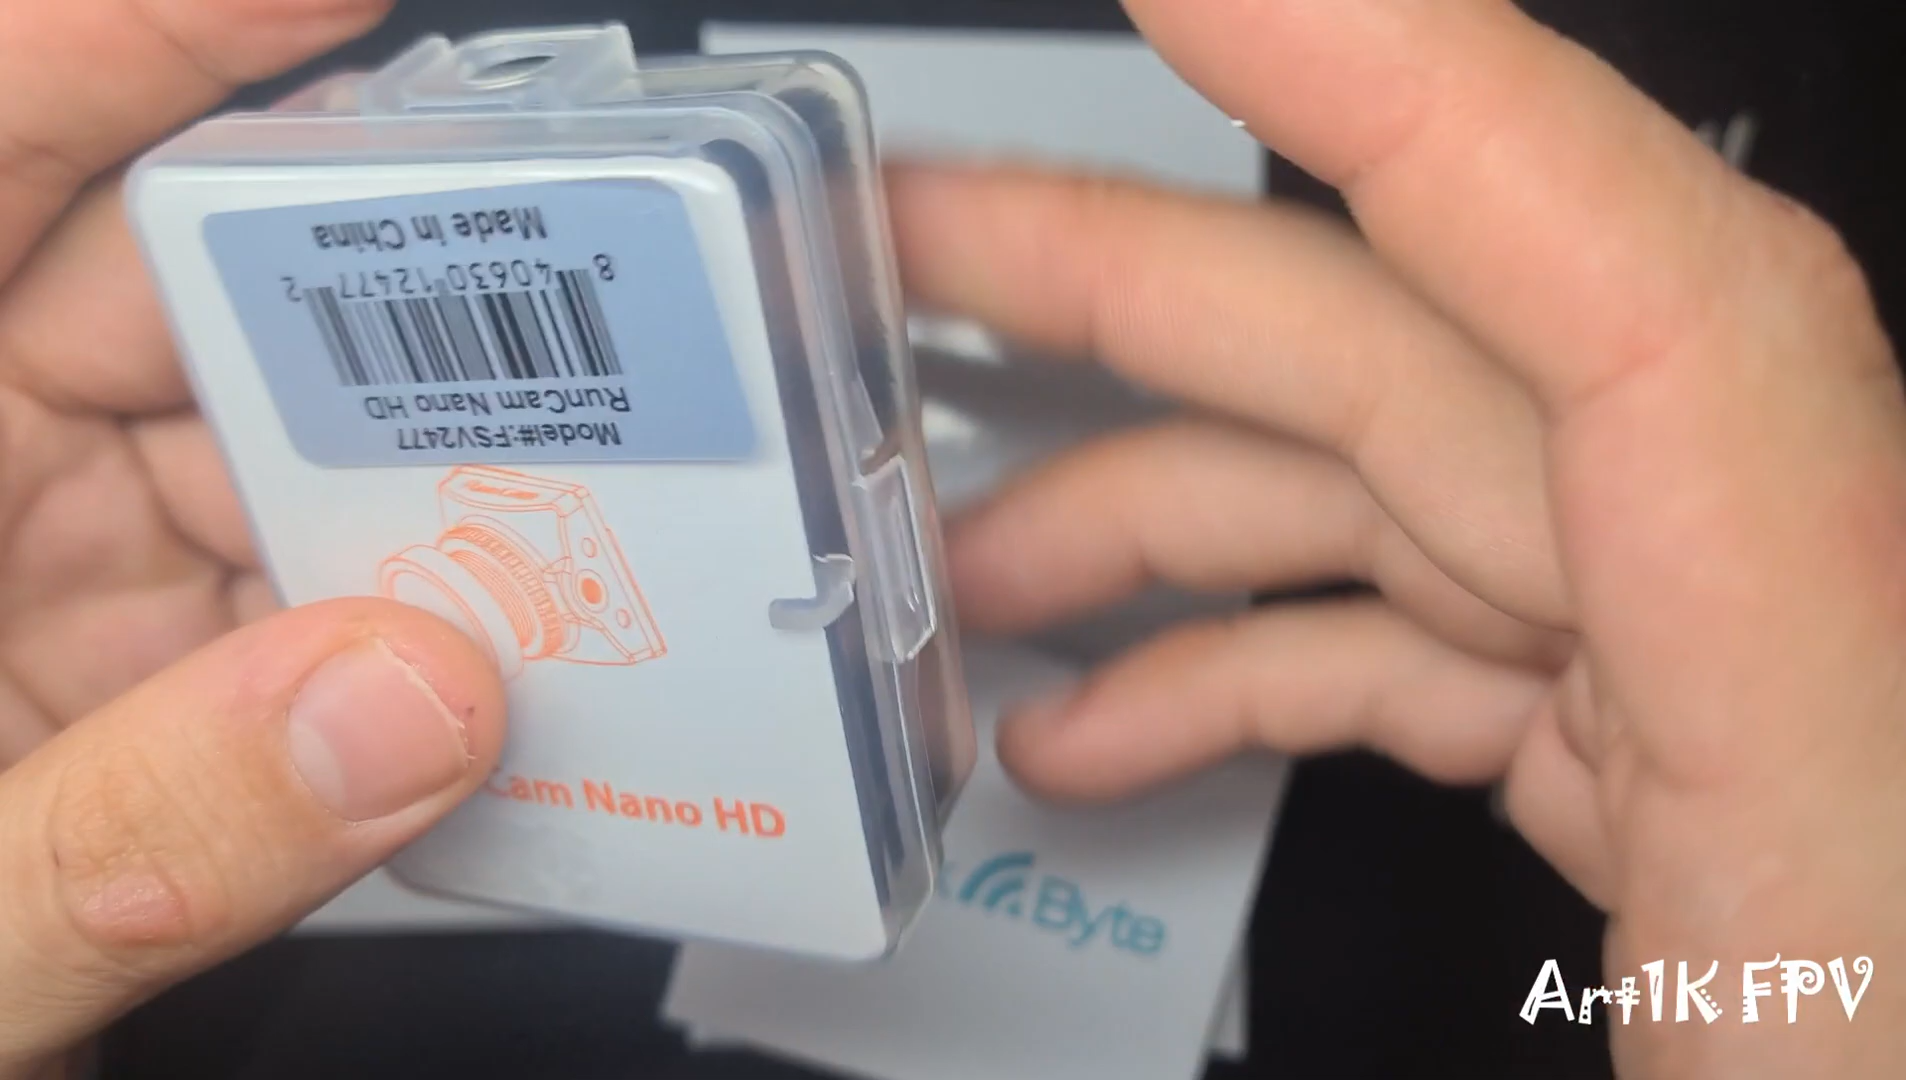 Model#:FSV2477
RunCam Nano HD
8 40630 12477 2
Made in China
Cam Nano HD
Byte
Art1K FPV